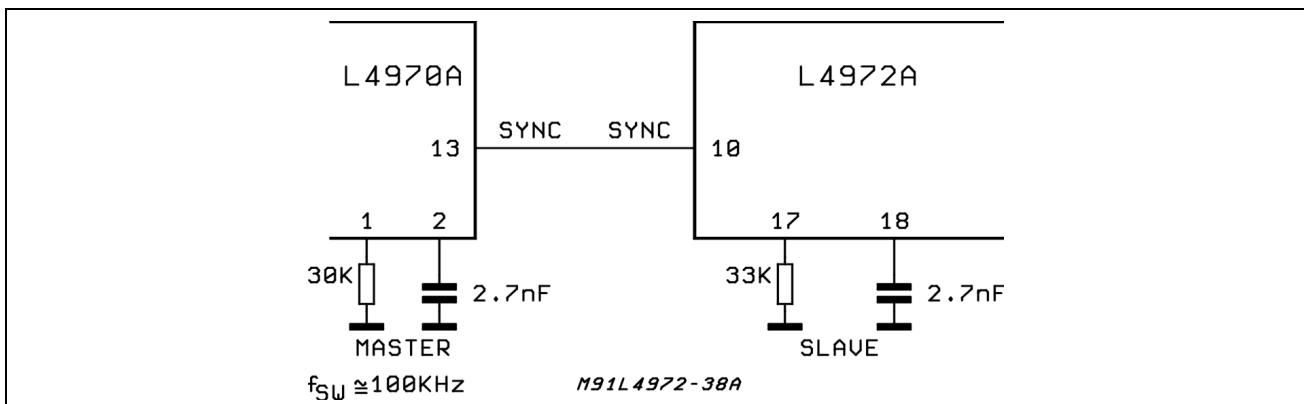 L4970A
L4972A
SYNC SYNC
13
10
1 2
17 18
30K
2.7nF
33K
2.7nF
MASTER
SLAVE
fSW ≅100KHz
M91L4972-38A